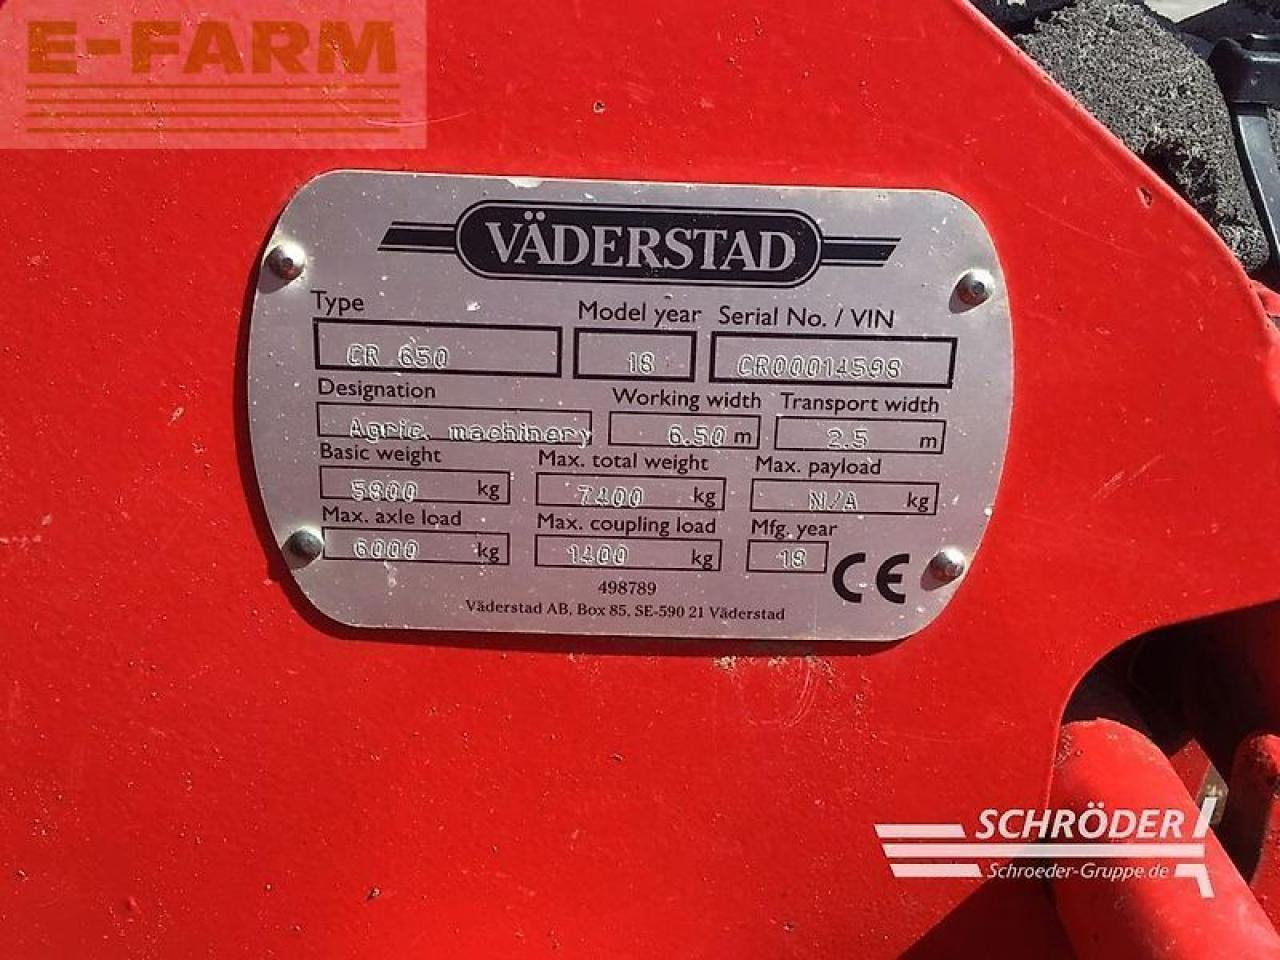 E-FARM
VÄDERSTAD
Type Model year Serial No. / VIN
CR 650 18 CR00014598
Designation Working width Transport width
Agric. machinery 6.50 m 2.5 m
Basic weight Max. total weight Max. payload
5800 kg 7400 kg N/A kg
Max. axle load Max. coupling load Mfg. year
6000 kg 1400 kg 18 CE
498789
Väderstad AB, Box 85, SE-590 21 Väderstad
SCHRÖDER
Schroeder-Gruppe.de